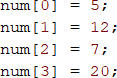 num[0] = 5;
num[1] = 12;
num[2] = 7;
num[3] = 20;